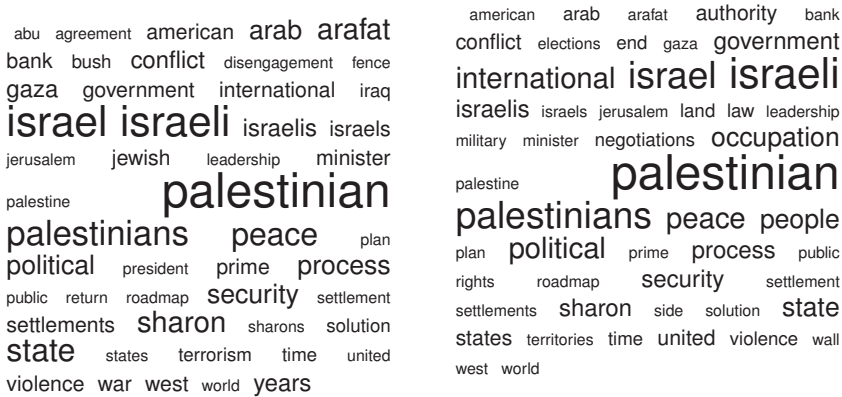 abu agreement american arab arafat
bank bush conflict disengagement fence
gaza government international iraq
israel israeli israelis israels
jerusalem jewish leadership minister
palestine palestinian
palestinians peace plan
political president prime process
public return roadmap security settlement
settlements sharon sharons solution
state states terrorism time united
violence war west world years
american arab arafat authority bank
conflict elections end gaza government
international israel israeli
israelis israels jerusalem land law leadership
military minister negotiations occupation
palestine palestinian
palestinians peace people
plan political prime process public
rights roadmap security settlement
settlements sharon side solution state
states territories time united violence wall
west world